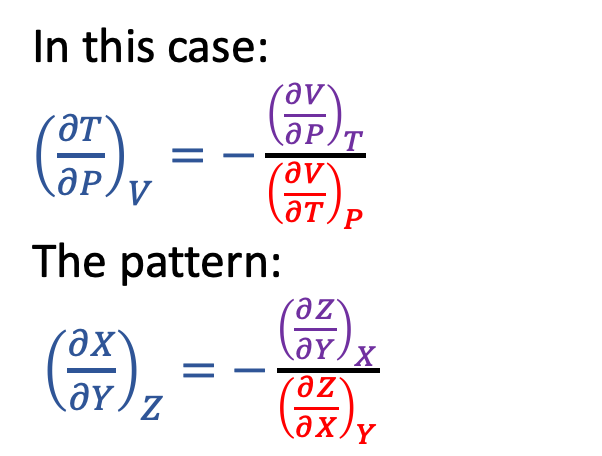 In this case:
(∂T/∂P)_V = − (∂V/∂P)_T / (∂V/∂T)_P
The pattern:
(∂X/∂Y)_Z = − (∂Z/∂Y)_X / (∂Z/∂X)_Y